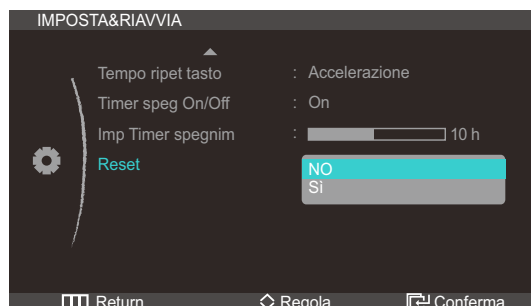 IMPOSTA&RIAVVIA
Tempo ripet tasto : Accelerazione
Timer speg On/Off : On
Imp Timer spegnim : 10 h
Reset NO
Sì
Return Regola Conferma